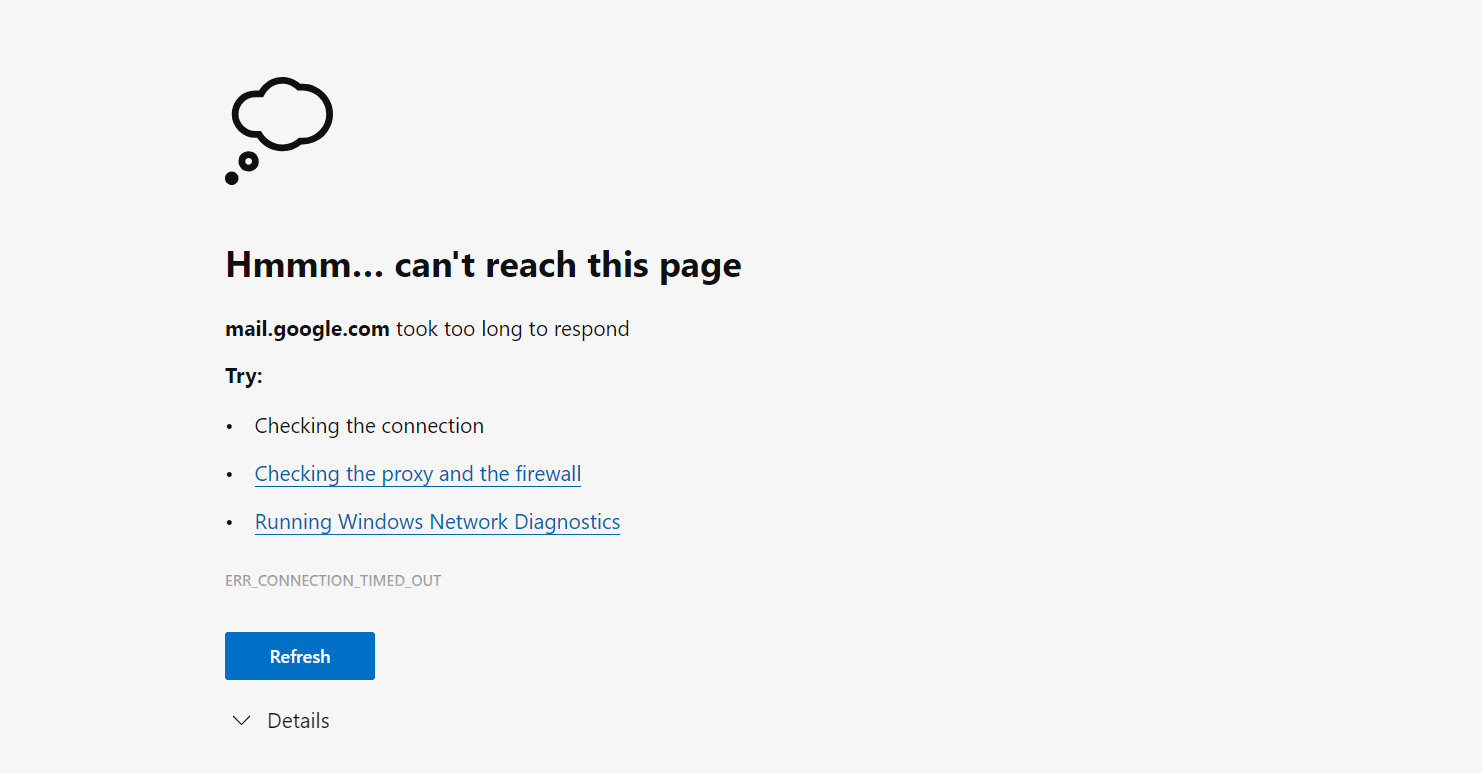 Hmmm… can't reach this page
mail.google.com took too long to respond
Try:
• Checking the connection
• Checking the proxy and the firewall
• Running Windows Network Diagnostics
ERR_CONNECTION_TIMED_OUT
Refresh
Details